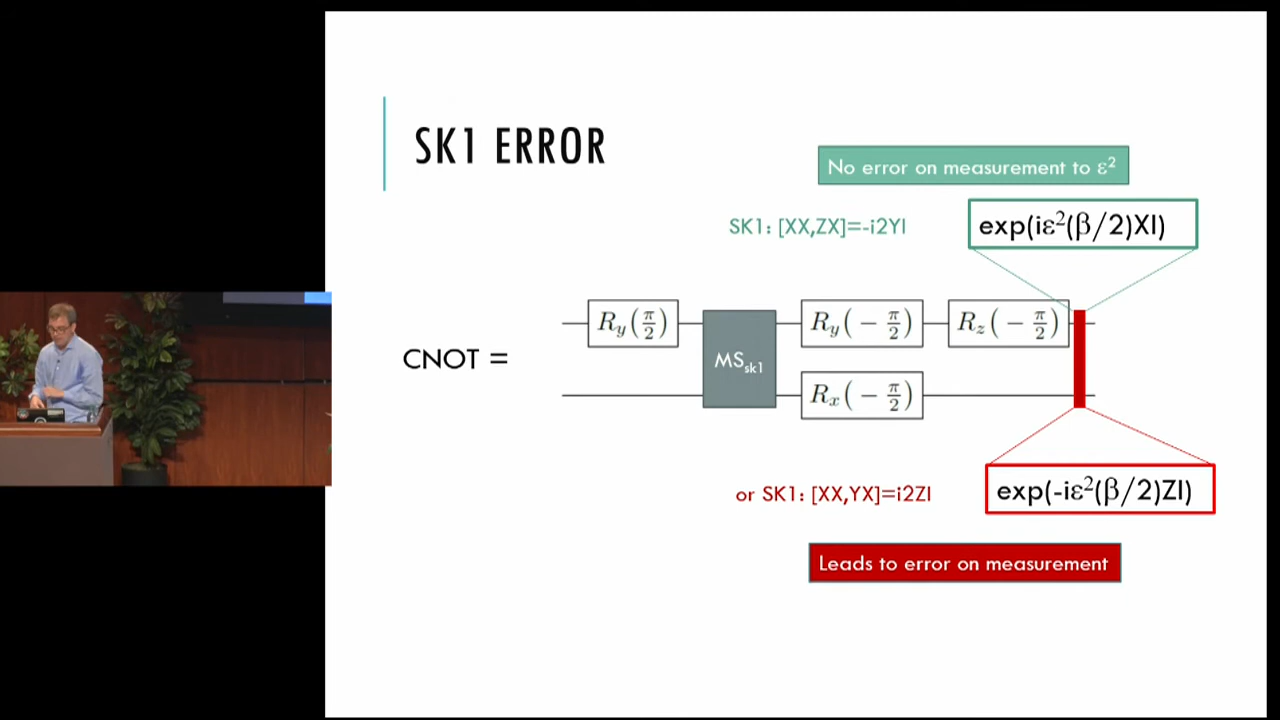 SK1 ERROR
No error on measurement to ε²
SK1: [XX,ZX]=-i2YI
exp(iε²(β/2)XI)
CNOT =
R_y(π/2)
MS_sk1
R_y(−π/2)
R_z(−π/2)
R_x(−π/2)
or SK1: [XX,YX]=i2ZI
exp(-iε²(β/2)ZI)
Leads to error on measurement